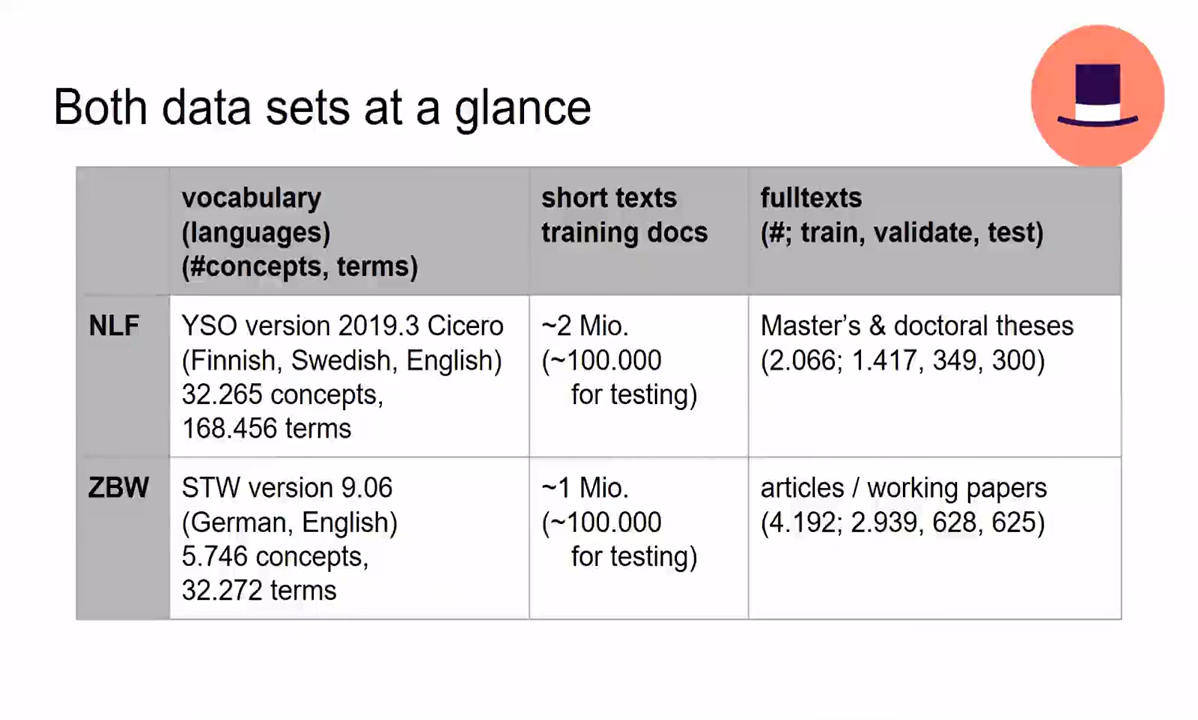 Both data sets at a glance
vocabulary
(languages)
(#concepts, terms)
short texts
training docs
fulltexts
(#; train, validate, test)
NLF
YSO version 2019.3 Cicero
(Finnish, Swedish, English)
32.265 concepts,
168.456 terms
~2 Mio.
(~100.000
for testing)
Master's & doctoral theses
(2.066; 1.417, 349, 300)
ZBW
STW version 9.06
(German, English)
5.746 concepts,
32.272 terms
~1 Mio.
(~100.000
for testing)
articles / working papers
(4.192; 2.939, 628, 625)